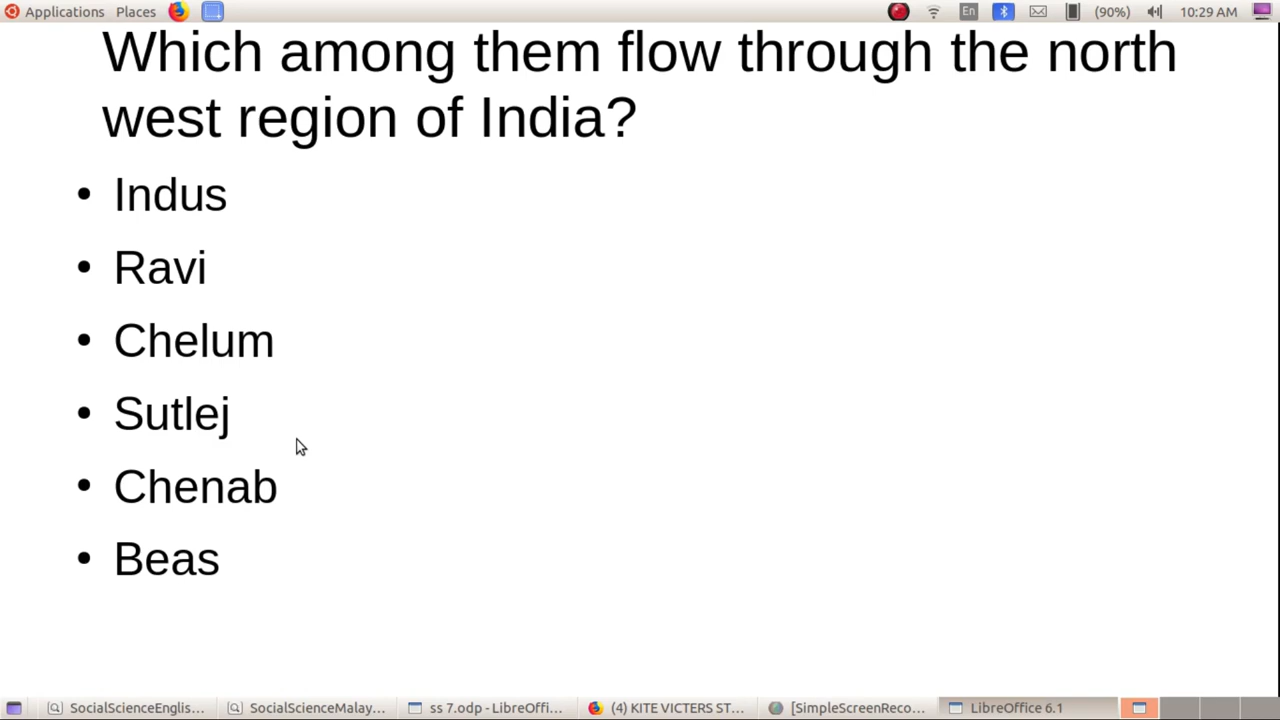 Applications Places En (90%) 10:29 AM
Which among them flow through the north
west region of India?
• Indus
• Ravi
• Chelum
• Sutlej
• Chenab
• Beas
SocialScienceEnglis... SocialScienceMalay... ss 7.odp - LibreOffi... (4) KITE VICTERS ST... [SimpleScreenReco... LibreOffice 6.1